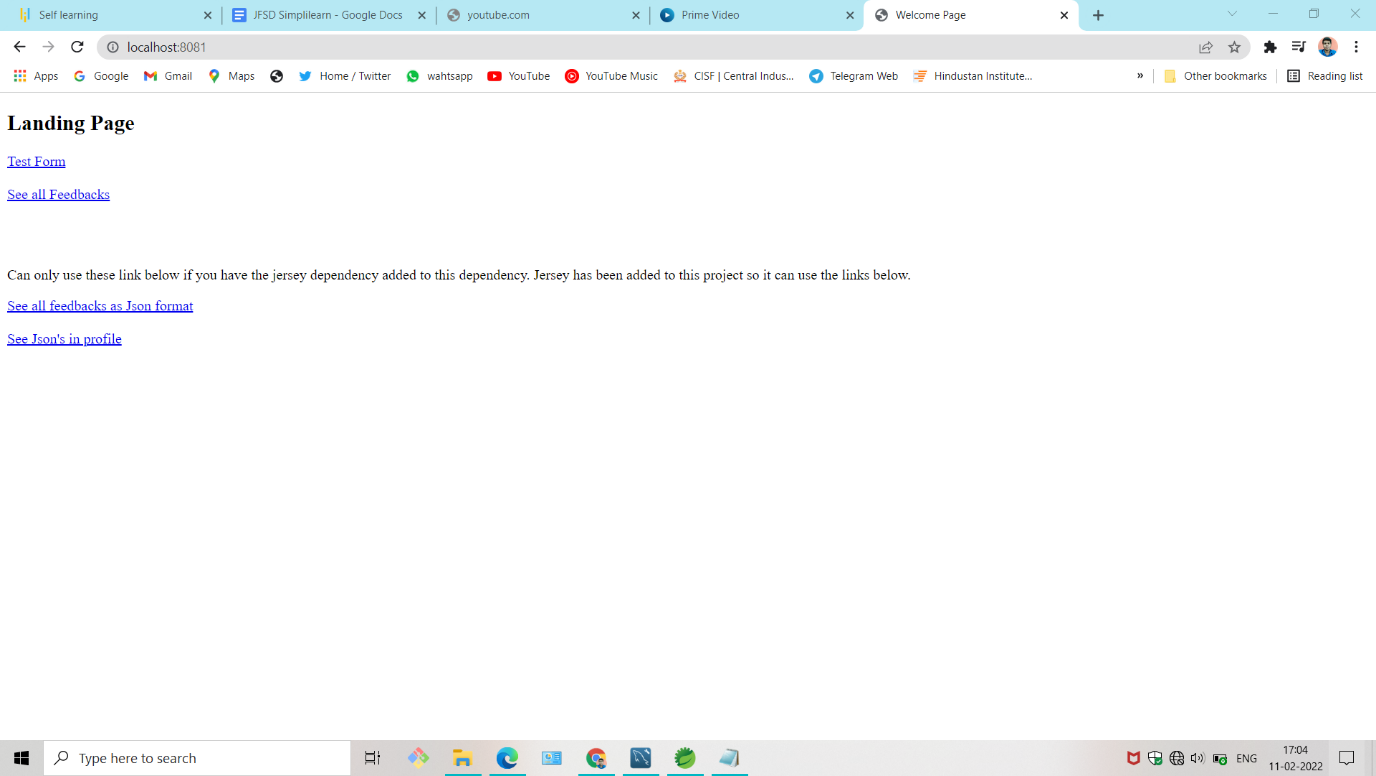 Self learning
JFSD Simplilearn - Google Docs
youtube.com
Prime Video
Welcome Page
localhost:8081
Apps
Google
Gmail
Maps
Home / Twitter
wahtsapp
YouTube
YouTube Music
CISF | Central Indus...
Telegram Web
Hindustan Institute...
»
Other bookmarks
Reading list
Landing Page
Test Form
See all Feedbacks
Can only use these link below if you have the jersey dependency added to this dependency. Jersey has been added to this project so it can use the links below.
See all feedbacks as Json format
See Json's in profile
Type here to search
ENG
17:04
11-02-2022